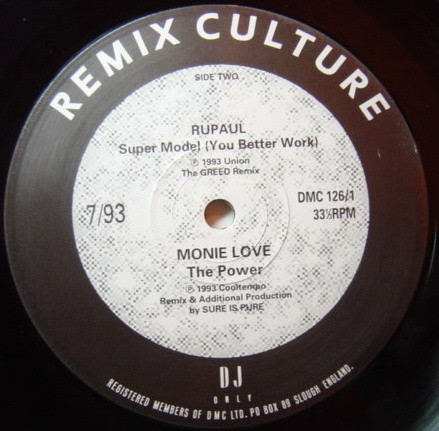 REMIX CULTURE
SIDE TWO
RUPAUL
Super Model (You Better Work)
℗ 1993 Union
The GREED Remix
7/93
DMC 126/1
33⅓RPM
MONIE LOVE
The Power
℗ 1993 Cooltempo
Remix & Additional Production
by SURE IS PURE
DJ
ONLY
REGISTERED MEMBERS OF DMC LTD. PO BOX 89 SLOUGH ENGLAND.